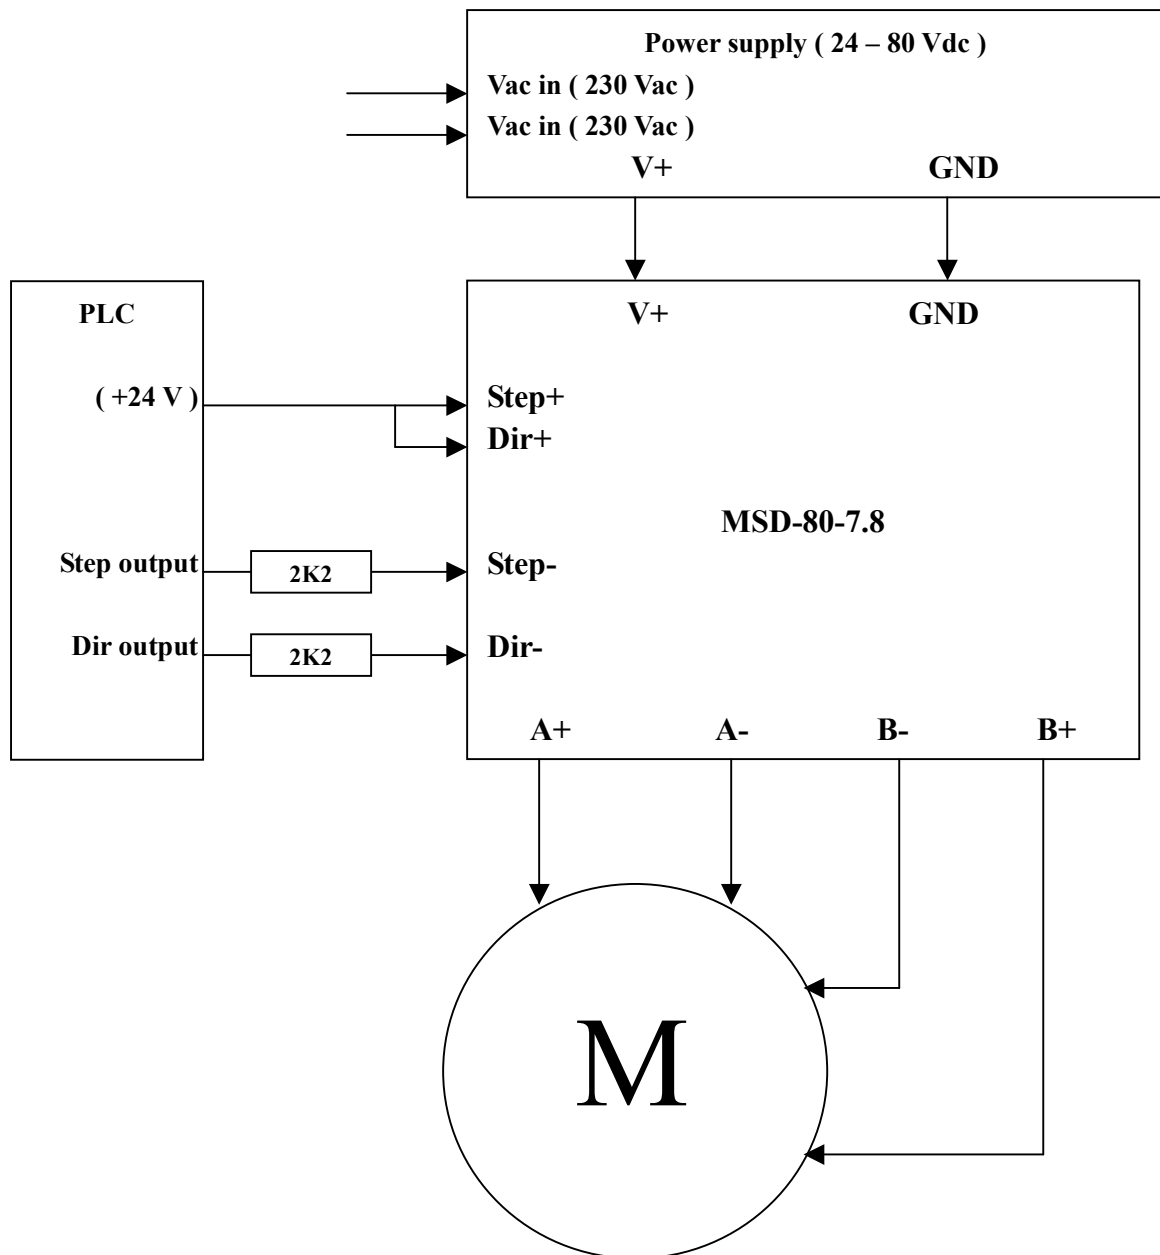 Power supply ( 24 – 80 Vdc )
Vac in ( 230 Vac )
Vac in ( 230 Vac )
V+ GND
PLC
V+ GND
( +24 V )
Step+
Dir+
MSD-80-7.8
Step output
2K2
Step-
Dir output
2K2
Dir-
A+ A- B- B+
M